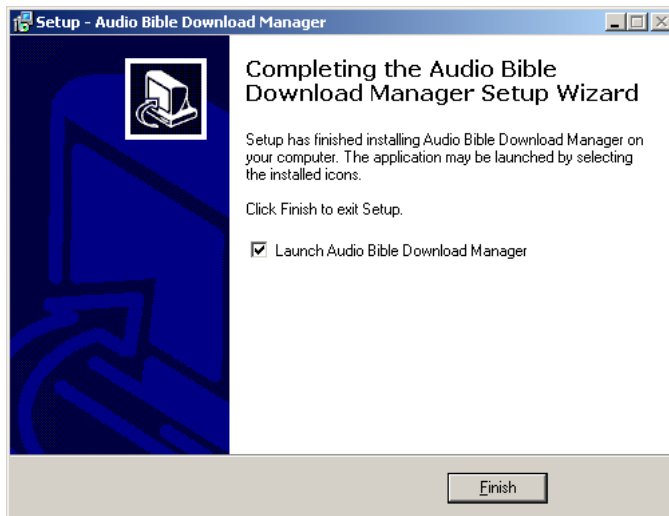 Setup - Audio Bible Download Manager
Completing the Audio Bible
Download Manager Setup Wizard
Setup has finished installing Audio Bible Download Manager on
your computer. The application may be launched by selecting
the installed icons.
Click Finish to exit Setup.
Launch Audio Bible Download Manager
Finish